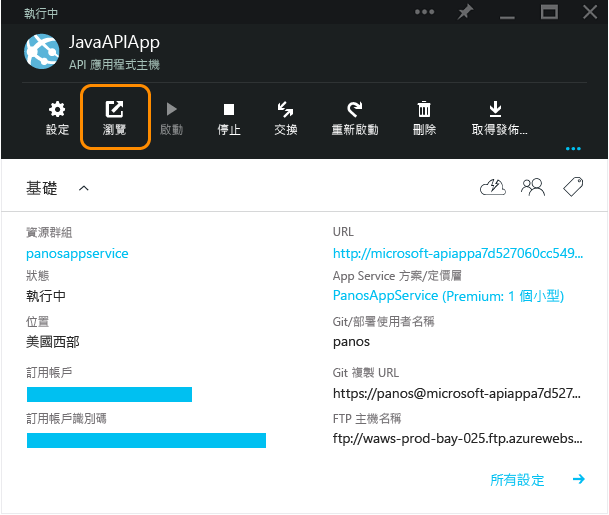 執行中
JavaAPIApp
API 應用程式主機
設定 瀏覽 啟動 停止 交換 重新啟動 刪除 取得發佈...
基礎
資源群組 URL
panosappservice http://microsoft-apiappa7d527060cc549...
狀態 App Service 方案/定價層
執行中 PanosAppService (Premium: 1 個小型)
位置 Git/部署使用者名稱
美國西部 panos
訂用帳戶 Git 複製 URL
https://panos@microsoft-apiappa7d527...
訂用帳戶識別碼 FTP 主機名稱
ftp://waws-prod-bay-025.ftp.azurewebs...
所有設定